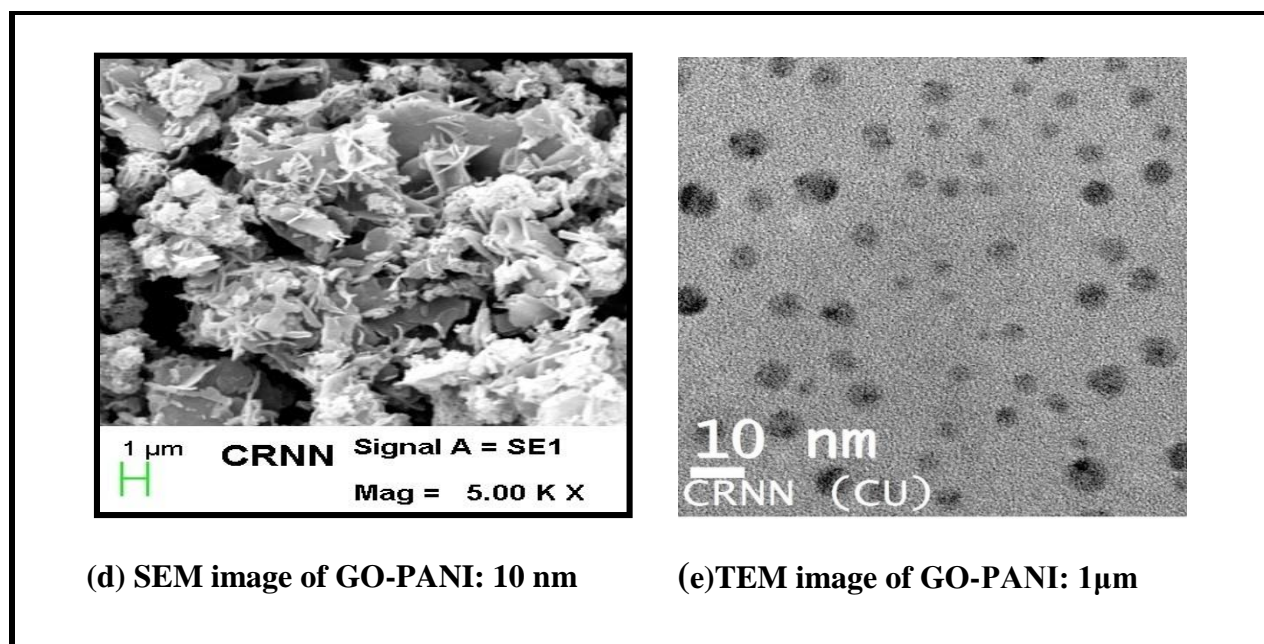 1 µm
CRNN
Signal A = SE1
Mag = 5.00 K X
10 nm
CRNN (CU)
(d) SEM image of GO-PANI: 10 nm
(e)TEM image of GO-PANI: 1µm